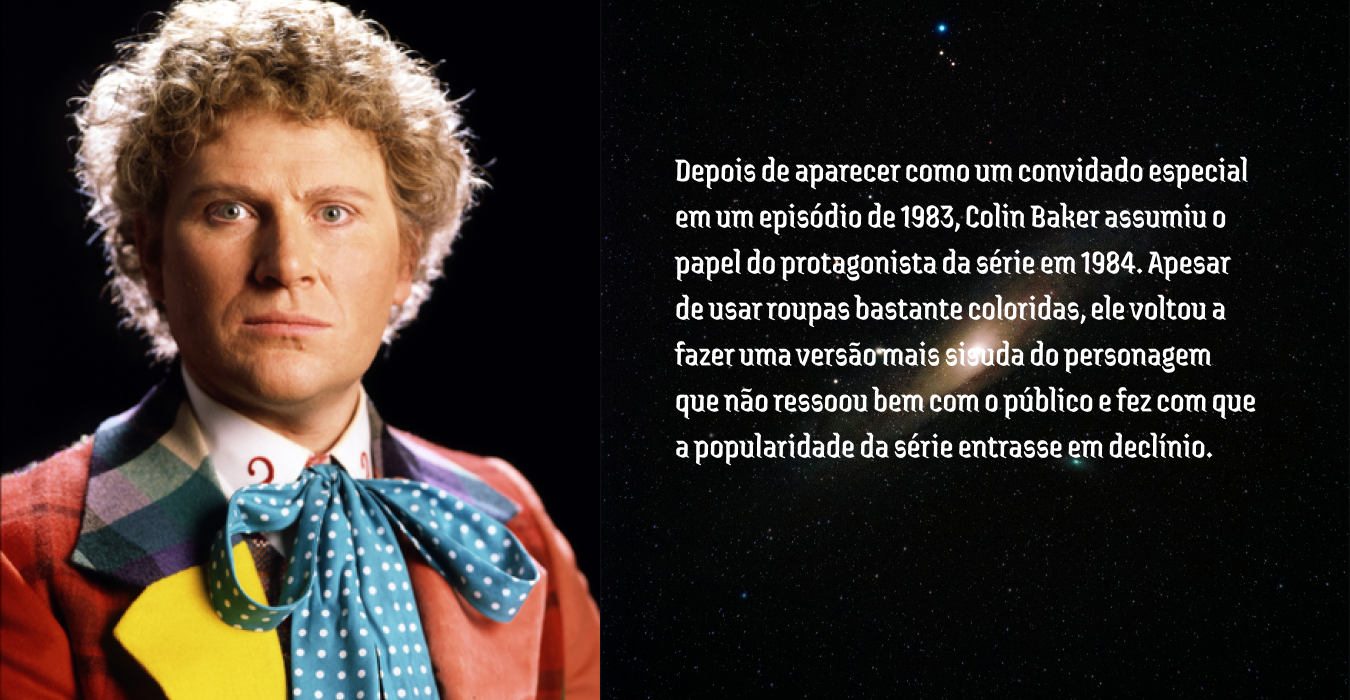 Depois de aparecer como um convidado especial
em um episódio de 1983, Colin Baker assumiu o
papel do protagonista da série em 1984. Apesar
de usar roupas bastante coloridas, ele voltou a
fazer uma versão mais sisuda do personagem
que não ressoou bem com o público e fez com que
a popularidade da série entrasse em declínio.